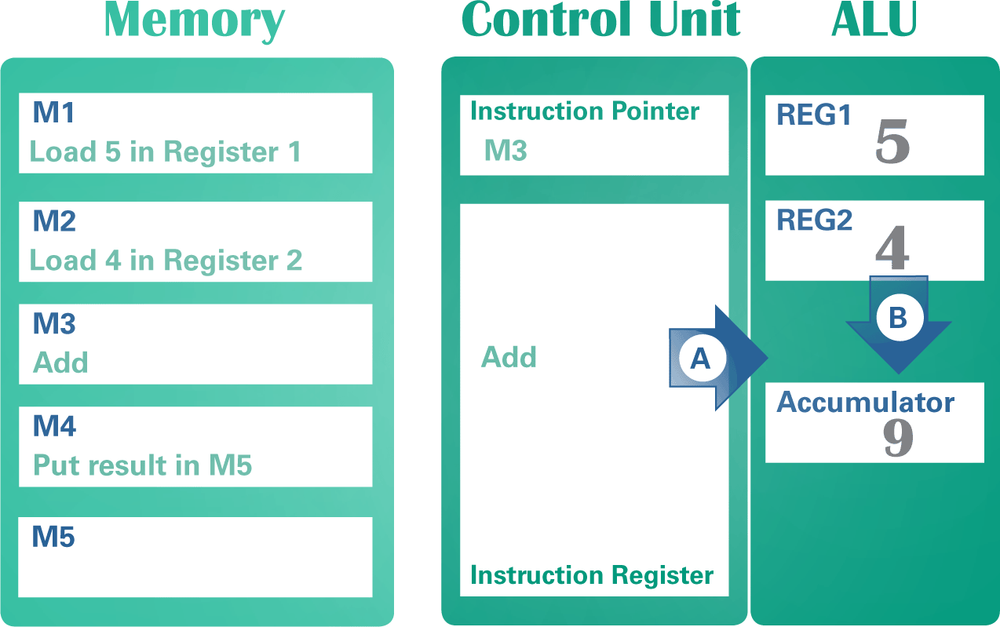 Memory
M1
Load 5 in Register 1
M2
Load 4 in Register 2
M3
Add
M4
Put result in M5
M5
Control Unit
Instruction Pointer
M3
Add
A
Instruction Register
ALU
REG1
5
REG2
4
B
Accumulator
9